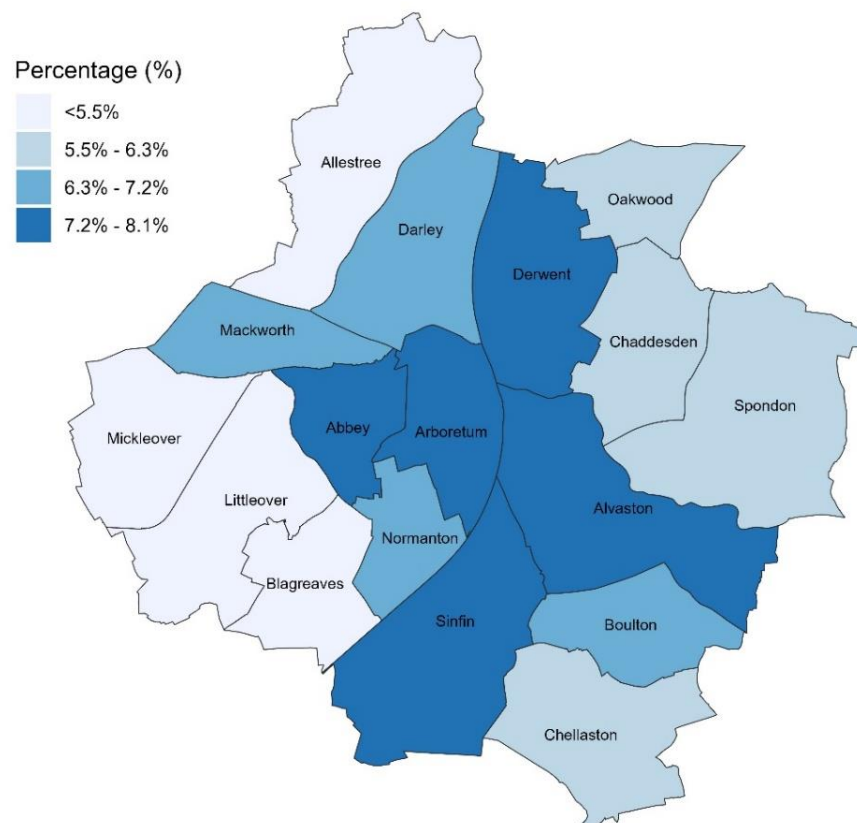 Percentage (%)
<5.5%
5.5% - 6.3%
6.3% - 7.2%
7.2% - 8.1%
Allestree
Oakwood
Darley
Derwent
Mackworth
Chaddesden
Spondon
Mickleover
Abbey
Arboretum
Littleover
Alvaston
Normanton
Blagreaves
Sinfin
Boulton
Chellaston